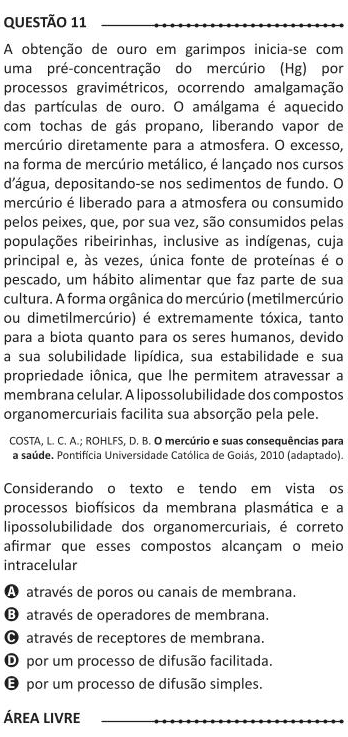 QUESTÃO 11
A obtenção de ouro em garimpos inicia-se com
uma pré-concentração do mercúrio (Hg) por
processos gravimétricos, ocorrendo amalgamação
das partículas de ouro. O amálgama é aquecido
com tochas de gás propano, liberando vapor de
mercúrio diretamente para a atmosfera. O excesso,
na forma de mercúrio metálico, é lançado nos cursos
d'água, depositando-se nos sedimentos de fundo. O
mercúrio é liberado para a atmosfera ou consumido
pelos peixes, que, por sua vez, são consumidos pelas
populações ribeirinhas, inclusive as indígenas, cuja
principal e, às vezes, única fonte de proteínas é o
pescado, um hábito alimentar que faz parte de sua
cultura. A forma orgânica do mercúrio (metilmercúrio
ou dimetilmercúrio) é extremamente tóxica, tanto
para a biota quanto para os seres humanos, devido
a sua solubilidade lipídica, sua estabilidade e sua
propriedade iônica, que lhe permitem atravessar a
membrana celular. A lipossolubilidade dos compostos
organomercuriais facilita sua absorção pela pele.
COSTA, L. C. A.; ROHLFS, D. B. O mercúrio e suas consequências para
a saúde. Pontifícia Universidade Católica de Goiás, 2010 (adaptado).
Considerando o texto e tendo em vista os
processos biofísicos da membrana plasmática e a
lipossolubilidade dos organomercuriais, é correto
afirmar que esses compostos alcançam o meio
intracelular
A através de poros ou canais de membrana.
B através de operadores de membrana.
C através de receptores de membrana.
D por um processo de difusão facilitada.
E por um processo de difusão simples.
ÁREA LIVRE